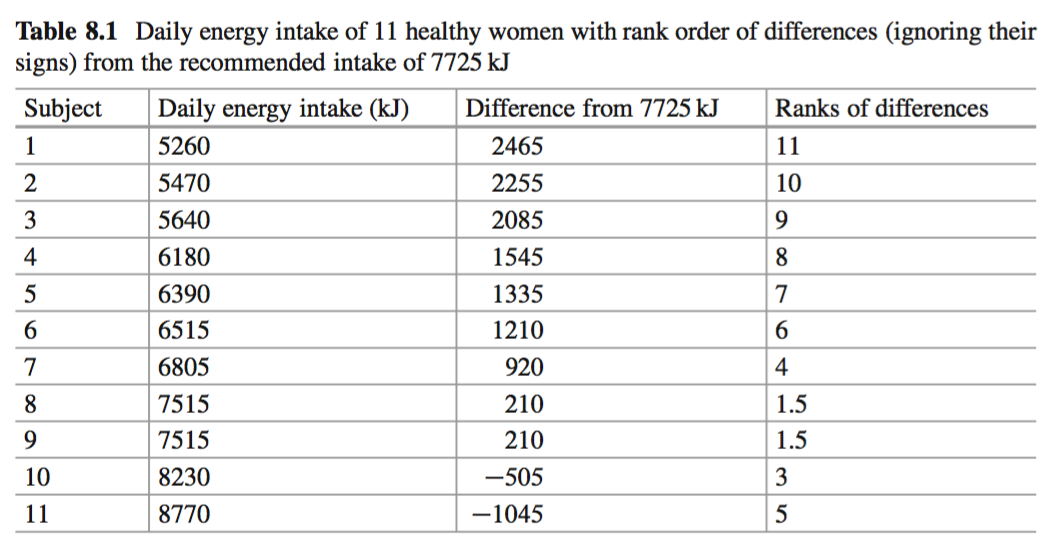 Table 8.1 Daily energy intake of 11 healthy women with rank order of differences (ignoring their
signs) from the recommended intake of 7725 kJ
Subject Daily energy intake (kJ) Difference from 7725 kJ Ranks of differences
1 5260 2465 11
2 5470 2255 10
3 5640 2085 9
4 6180 1545 8
5 6390 1335 7
6 6515 1210 6
7 6805 920 4
8 7515 210 1.5
9 7515 210 1.5
10 8230 −505 3
11 8770 −1045 5